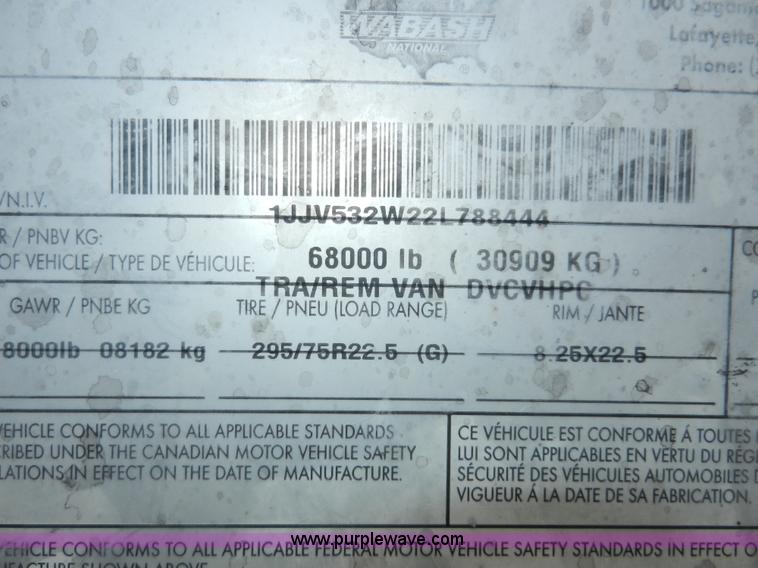 WABASH
NATIONAL
1000 Sagam
Lafayette,
Phone: (
/N.I.V.
1JJV532W22L788444
R / PNBV KG:
68000 lb ( 30909 KG )
OF VEHICLE / TYPE DE VÉHICULE:
TRA/REM VAN DVCVHPC
GAWR / PNBE KG
TIRE / PNEU (LOAD RANGE)
RIM / JANTE
8000lb 08182 kg
295/75R22.5 (G)
8.25X22.5
VEHICLE CONFORMS TO ALL APPLICABLE STANDARDS
CRIBED UNDER THE CANADIAN MOTOR VEHICLE SAFETY
LATIONS IN EFFECT ON THE DATE OF MANUFACTURE.
CE VÉHICULE EST CONFORME À TOUTES
LUI SONT APPLICABLES EN VERTU DU RÉG
SÉCURITÉ DES VÉHICULES AUTOMOBILES D
VIGUEUR À LA DATE DE SA FABRICATION.
www.purplewave.com
VEHICLE CONFORMS TO ALL APPLICABLE FEDERAL MOTOR VEHICLE SAFETY STANDARDS IN EFFECT O
FACTURE SHOWN ABOVE.